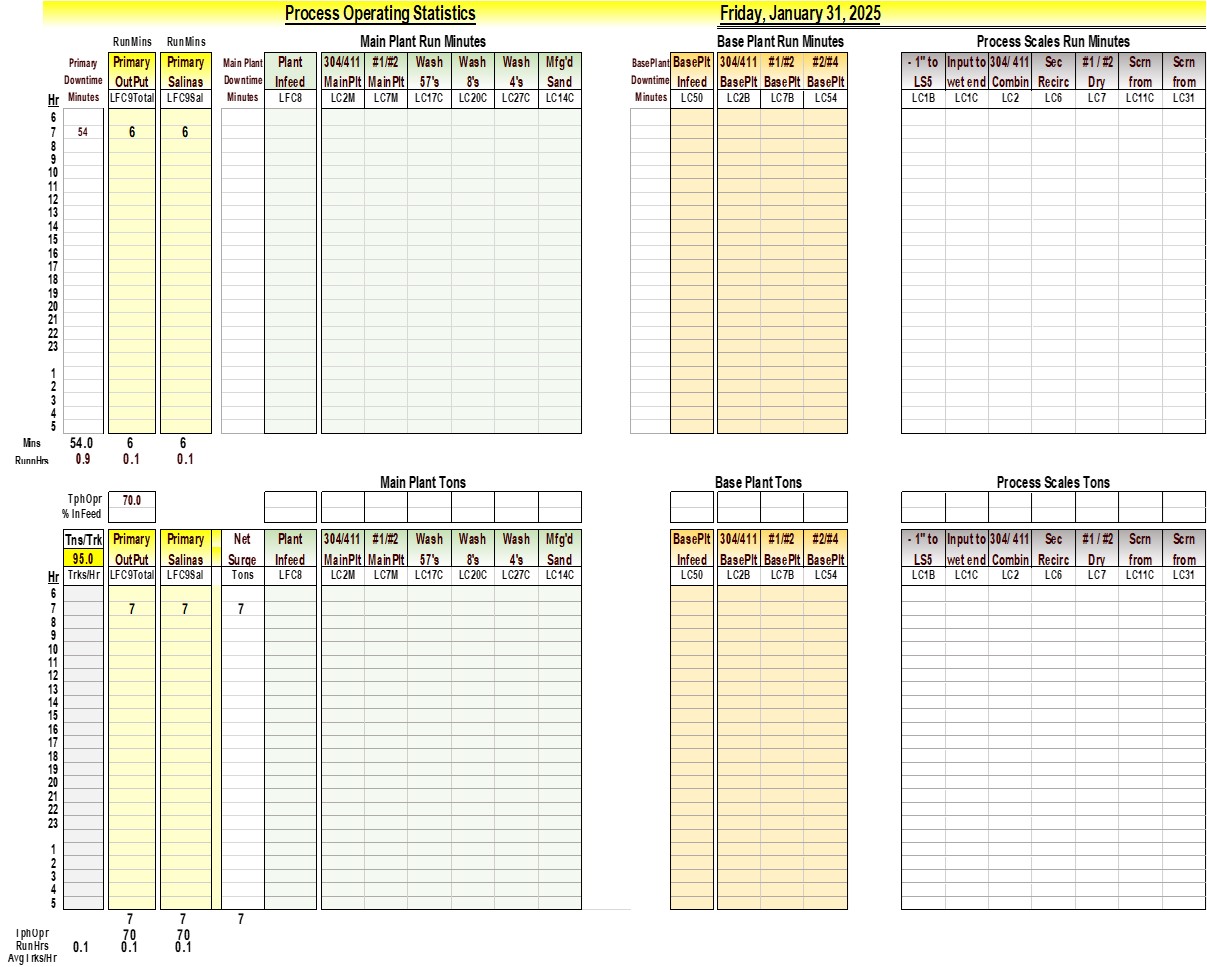 Process Operating Statistics Friday, January 31, 2025
RunMins RunMins Main Plant Run Minutes Base Plant Run Minutes Process Scales Run Minutes
Primary Primary Primary Main Plant Plant 304/411 #1/#2 Wash Wash Wash Mfg'd BasePlant BasePlt 304/411 #1/#2 #2/#4 - 1" to Input to 304/ 411 Sec #1 / #2 Scrn Scrn
Downtime OutPut Salinas Downtime Infeed MainPlt MainPlt 57's 8's 4's Sand Downtime Infeed BasePlt BasePlt BasePlt LS5 wet end Combin Recirc Dry from from
Hr Minutes LFC9Total LFC9Sal Minutes LFC8 LC2M LC7M LC17C LC20C LC27C LC14C Minutes LC50 LC2B LC7B LC54 LC1B LC1C LC2 LC6 LC7 LC11C LC31
6
7 54 6 6
8
9
10
11
12
13
14
15
16
17
18
19
20
21
22
23
1
2
3
4
5
Mins 54.0 6 6
RunnHrs 0.9 0.1 0.1
Main Plant Tons Base Plant Tons Process Scales Tons
TphOpr 70.0
% InFeed
Tns/Trk Primary Primary Net Plant 304/411 #1/#2 Wash Wash Wash Mfg'd BasePlt 304/411 #1/#2 #2/#4 - 1" to Input to 304/ 411 Sec #1 / #2 Scrn Scrn
95.0 OutPut Salinas Surge Infeed MainPlt MainPlt 57's 8's 4's Sand Infeed BasePlt BasePlt BasePlt LS5 wet end Combin Recirc Dry from from
Hr Trks/Hr LFC9Total LFC9Sal Tons LFC8 LC2M LC7M LC17C LC20C LC27C LC14C LC50 LC2B LC7B LC54 LC1B LC1C LC2 LC6 LC7 LC11C LC31
6
7 7 7 7
8
9
10
11
12
13
14
15
16
17
18
19
20
21
22
23
1
2
3
4
5
7 7 7
TphOpr 70 70
RunHrs 0.1 0.1 0.1
AvgTrks/Hr